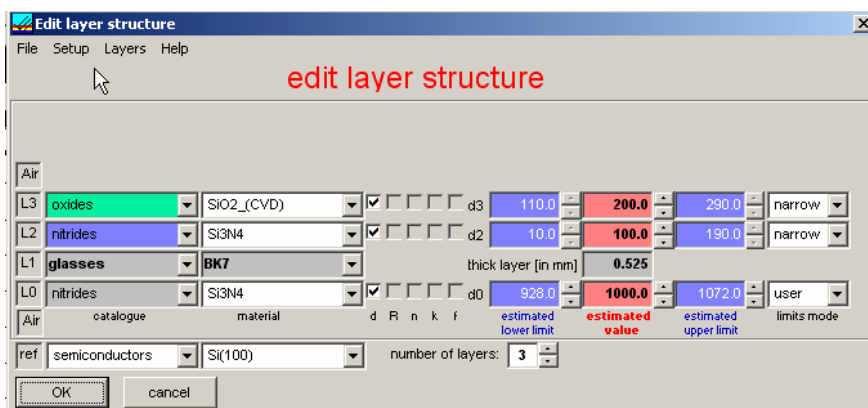 Edit layer structure
File Setup Layers Help
edit layer structure
Air
L3 oxides SiO2_(CVD) d3 110.0 200.0 290.0 narrow
L2 nitrides Si3N4 d2 10.0 100.0 190.0 narrow
L1 glasses BK7 thick layer [in mm] 0.525
L0 nitrides Si3N4 d0 928.0 1000.0 1072.0 user
Air catalogue material d R n k f estimated lower limit estimated value estimated upper limit limits mode
ref semiconductors Si(100) number of layers: 3
OK cancel